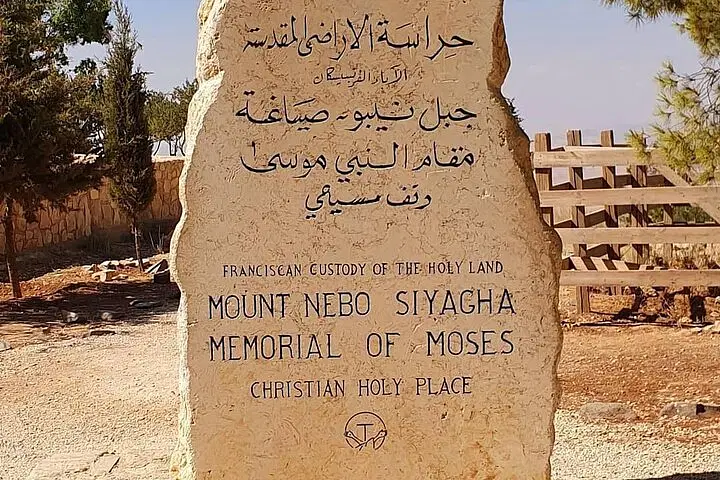 حراسة الاراضي المقدسة
الآباء الفرنسيسكان
جبل نيبو صياغة
مقام النبي موسى
وقف مسيحي
FRANCISCAN CUSTODY OF THE HOLY LAND
MOUNT NEBO SIYAGHA
MEMORIAL OF MOSES
CHRISTIAN HOLY PLACE